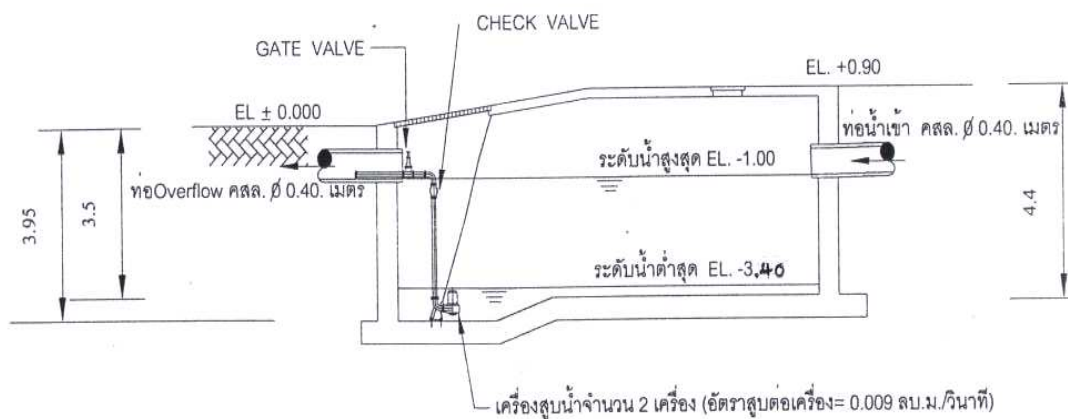 CHECK VALVE
GATE VALVE
EL. +0.90
EL ± 0.000
ท่อน้ำเข้า คสล. Ø 0.40. เมตร
ระดับน้ำสูงสุด EL. -1.00
ท่อOverflow คสล. Ø 0.40. เมตร
3.95
3.5
4.4
ระดับน้ำต่ำสุด EL. -3.40
เครื่องสูบน้ำจำนวน 2 เครื่อง (อัตราสูบต่อเครื่อง= 0.009 ลบ.ม./วินาที)